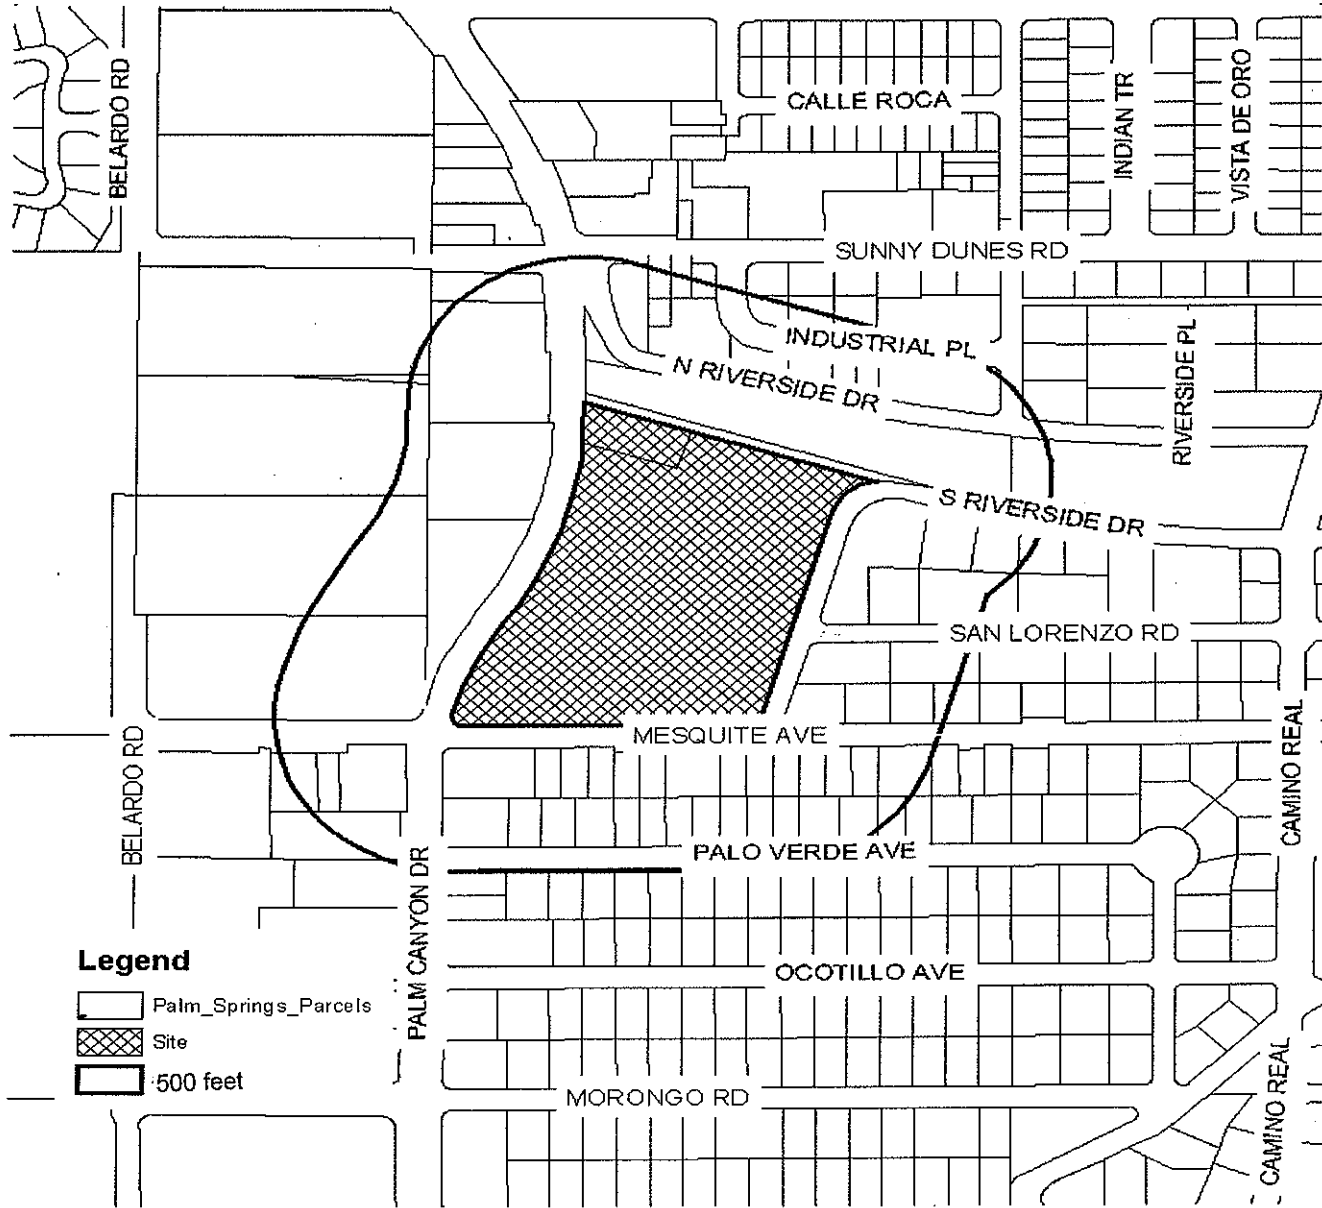 BELARDO RD
CALLE ROCA
INDIAN TR
VISTA DE ORO
SUNNY DUNES RD
INDUSTRIAL PL
N RIVERSIDE DR
RIVERSIDE PL
S RIVERSIDE DR
SAN LORENZO RD
MESQUITE AVE
BELARDO RD
CAMINO REAL
PALO VERDE AVE
PALM CANYON DR
OCOTILLO AVE
MORONGO RD
CAMINO REAL
Legend
Palm_Springs_Parcels
Site
500 feet